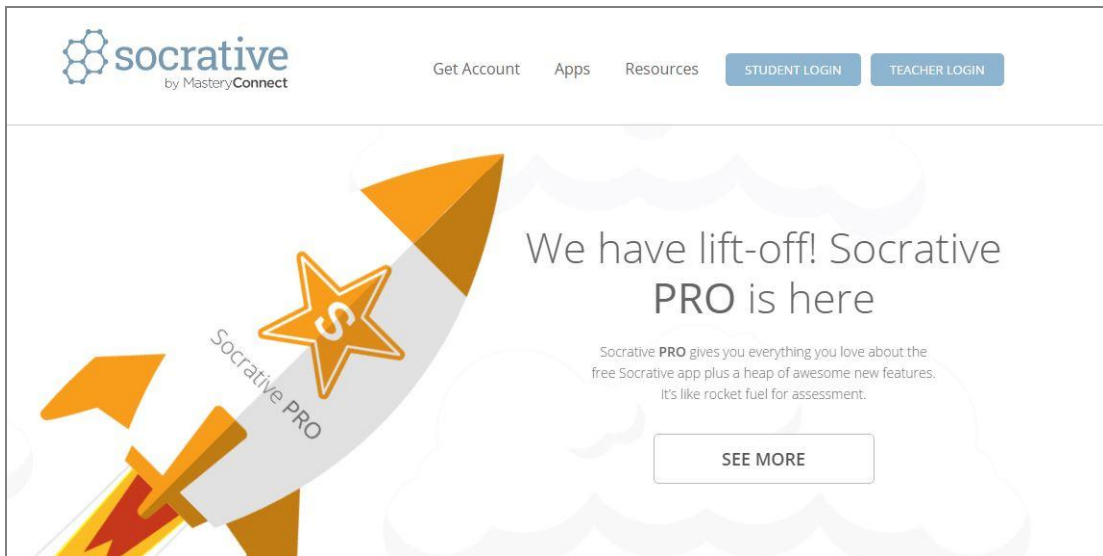 socrative
by MasteryConnect
Get Account Apps Resources STUDENT LOGIN TEACHER LOGIN
We have lift-off! Socrative
PRO is here
Socrative PRO gives you everything you love about the
free Socrative app plus a heap of awesome new features.
It's like rocket fuel for assessment.
SEE MORE
S
Socrative PRO